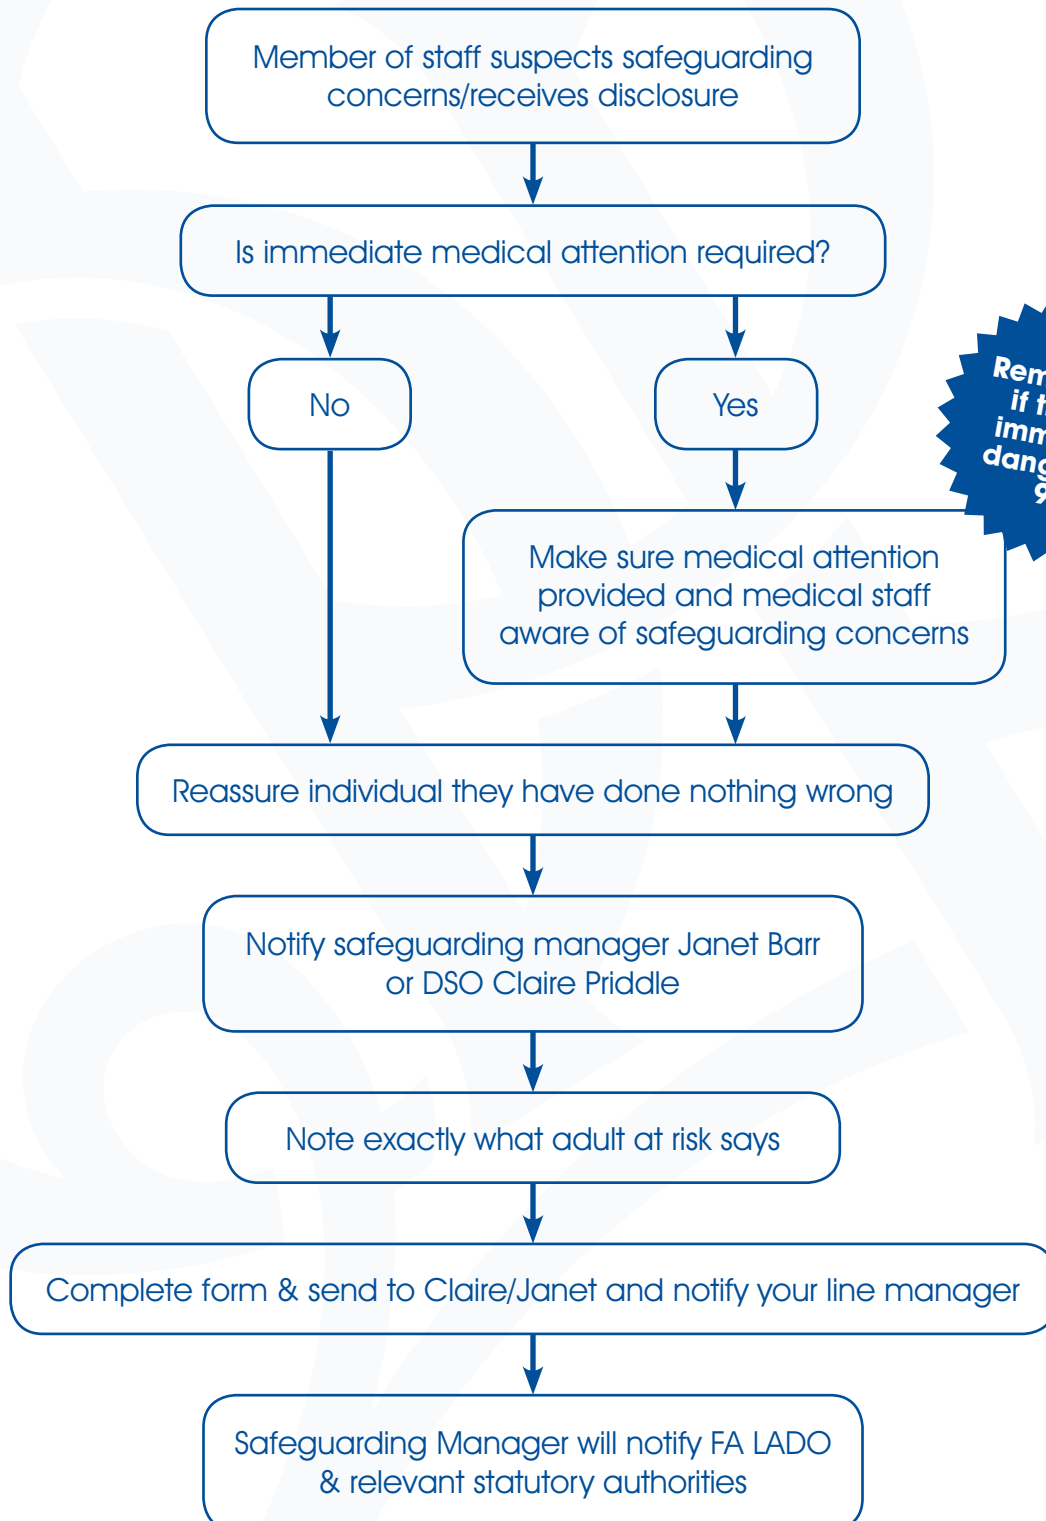 Member of staff suspects safeguarding
concerns/receives disclosure
Is immediate medical attention required?
No
Yes
Make sure medical attention
provided and medical staff
aware of safeguarding concerns
Reassure individual they have done nothing wrong
Notify safeguarding manager Janet Barr
or DSO Claire Priddle
Note exactly what adult at risk says
Complete form & send to Claire/Janet and notify your line manager
Safeguarding Manager will notify FA LADO
& relevant statutory authorities
if